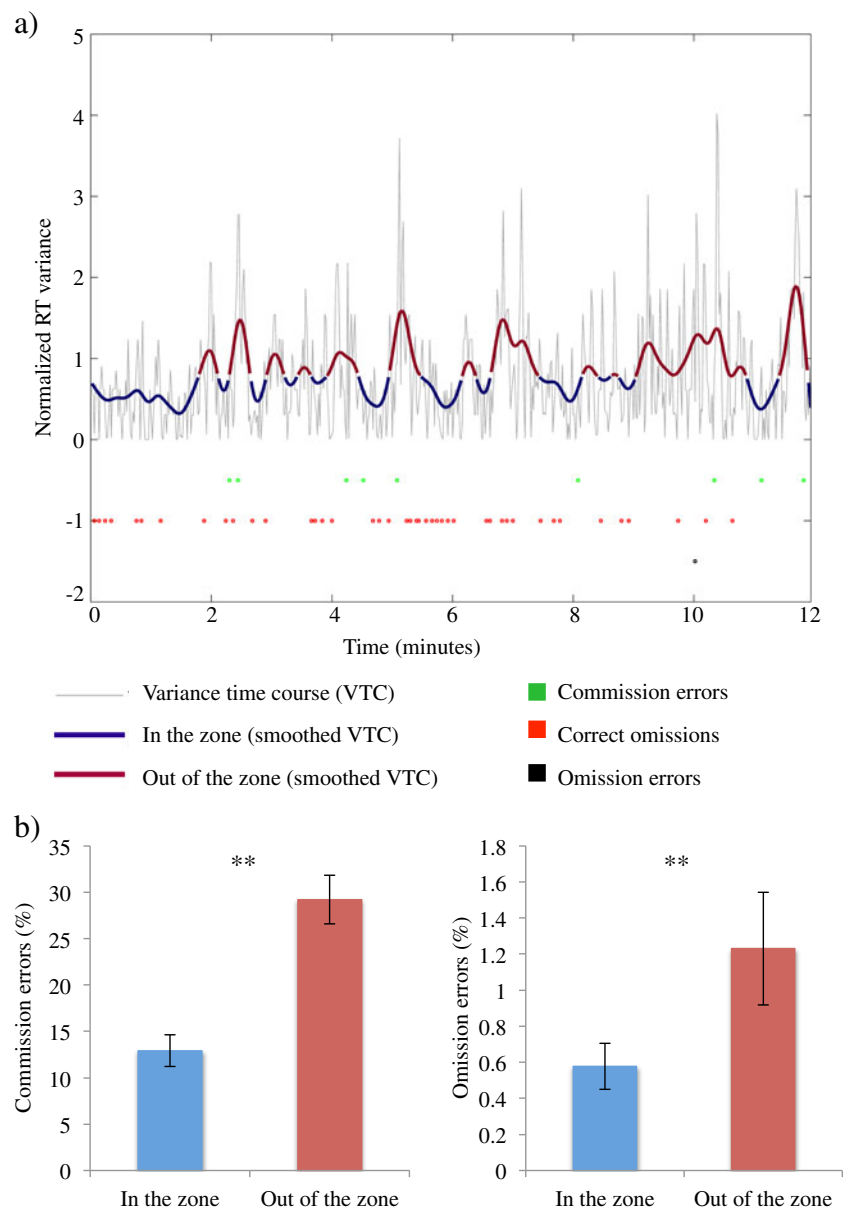 a)
5
4
3
2
1
0
-1
-2
Normalized RT variance
0 2 4 6 8 10 12
Time (minutes)
Variance time course (VTC)
In the zone (smoothed VTC)
Out of the zone (smoothed VTC)
Commission errors
Correct omissions
Omission errors
b)
35
30
25
20
15
10
5
0
Commission errors (%)
**
In the zone Out of the zone
1.8
1.6
1.4
1.2
1
0.8
0.6
0.4
0.2
0
Omission errors (%)
**
In the zone Out of the zone